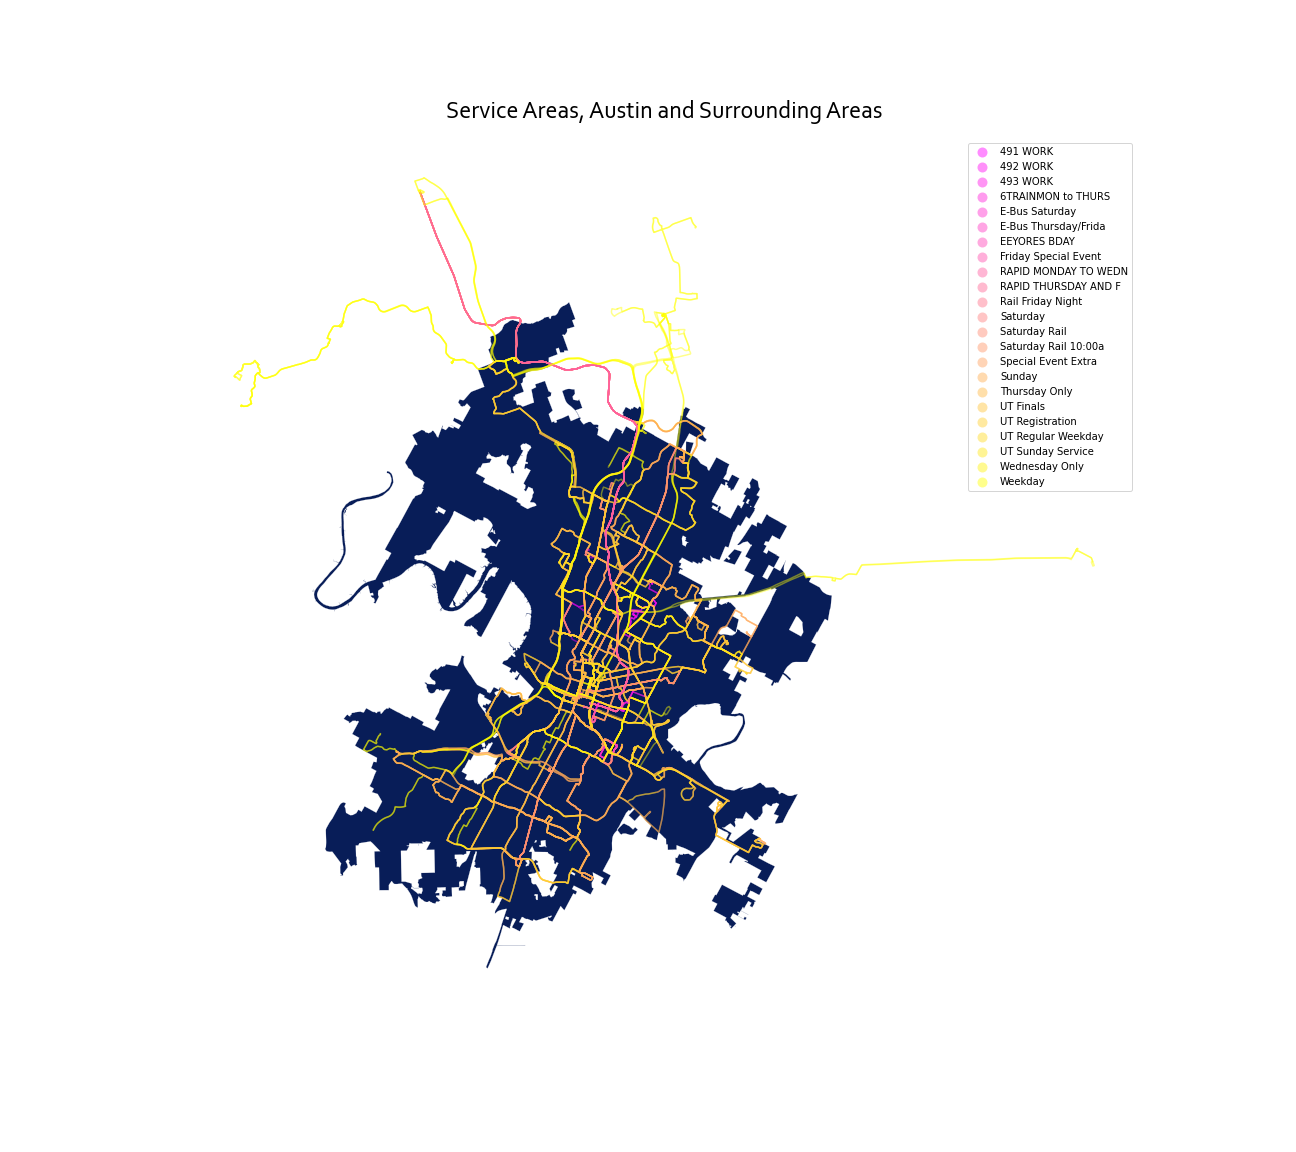 Service Areas, Austin and Surrounding Areas
491 WORK
492 WORK
493 WORK
6TRAINMON to THURS
E-Bus Saturday
E-Bus Thursday/Frida
EEYORES BDAY
Friday Special Event
RAPID MONDAY TO WEDN
RAPID THURSDAY AND F
Rail Friday Night
Saturday
Saturday Rail
Saturday Rail 10:00a
Special Event Extra
Sunday
Thursday Only
UT Finals
UT Registration
UT Regular Weekday
UT Sunday Service
Wednesday Only
Weekday